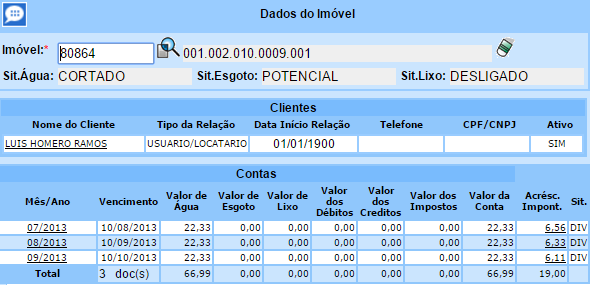 Dados do Imóvel
Imóvel:* 80864 001.002.010.0009.001
Sit.Água: CORTADO Sit.Esgoto: POTENCIAL Sit.Lixo: DESLIGADO
Clientes
Nome do Cliente Tipo da Relação Data Início Relação Telefone CPF/CNPJ Ativo
LUIS HOMERO RAMOS USUARIO/LOCATARIO 01/01/1900 SIM
Contas
Mês/Ano Vencimento Valor de Água Valor de Esgoto Valor de Lixo Valor dos Débitos Valor dos Creditos Valor dos Impostos Valor da Conta Acrésc. Impont. Sit.
07/2013 10/08/2013 22,33 0,00 0,00 0,00 0,00 0,00 22,33 6,56 DIV
08/2013 10/09/2013 22,33 0,00 0,00 0,00 0,00 0,00 22,33 6,33 DIV
09/2013 10/10/2013 22,33 0,00 0,00 0,00 0,00 0,00 22,33 6,11 DIV
Total 3 doc(s) 66,99 0,00 0,00 0,00 0,00 0,00 66,99 19,00